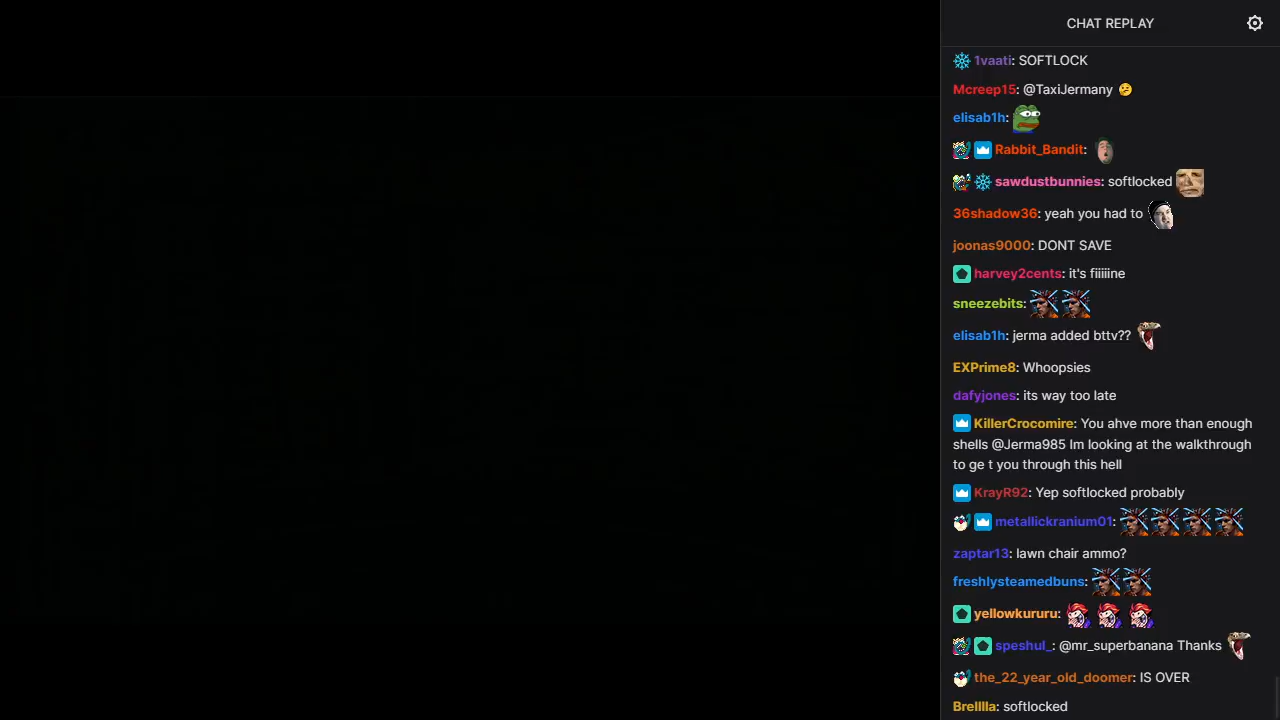 CHAT REPLAY
1vaati: SOFTLOCK
Mcreep15: @TaxiJermany
elisab1h:
Rabbit_Bandit:
sawdustbunnies: softlocked
36shadow36: yeah you had to
joonas9000: DONT SAVE
harvey2cents: it's fiiiiine
sneezebits:
elisab1h: jerma added bttv??
EXPrime8: Whoopsies
dafyjones: its way too late
KillerCrocomire: You ahve more than enough
shells @Jerma985 Im looking at the walkthrough
to ge t you through this hell
KrayR92: Yep softlocked probably
metallickranium01:
zaptar13: lawn chair ammo?
freshlysteamedbuns:
yellowkururu:
speshul_: @mr_superbanana Thanks
the_22_year_old_doomer: IS OVER
Brelllla: softlocked